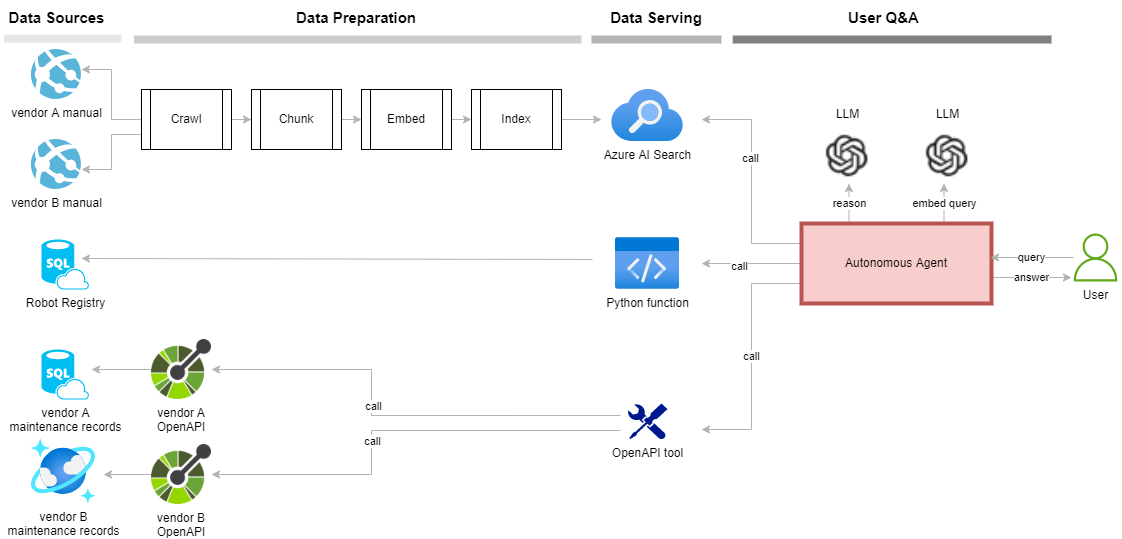 Data Sources
Data Preparation
Data Serving
User Q&A
vendor A manual
vendor B manual
Crawl
Chunk
Embed
Index
Azure AI Search
call
LLM
LLM
reason
embed query
Autonomous Agent
query
answer
User
SQL
Robot Registry
Python function
call
call
SQL
vendor A
maintenance records
vendor A
OpenAPI
call
call
OpenAPI tool
vendor B
maintenance records
vendor B
OpenAPI